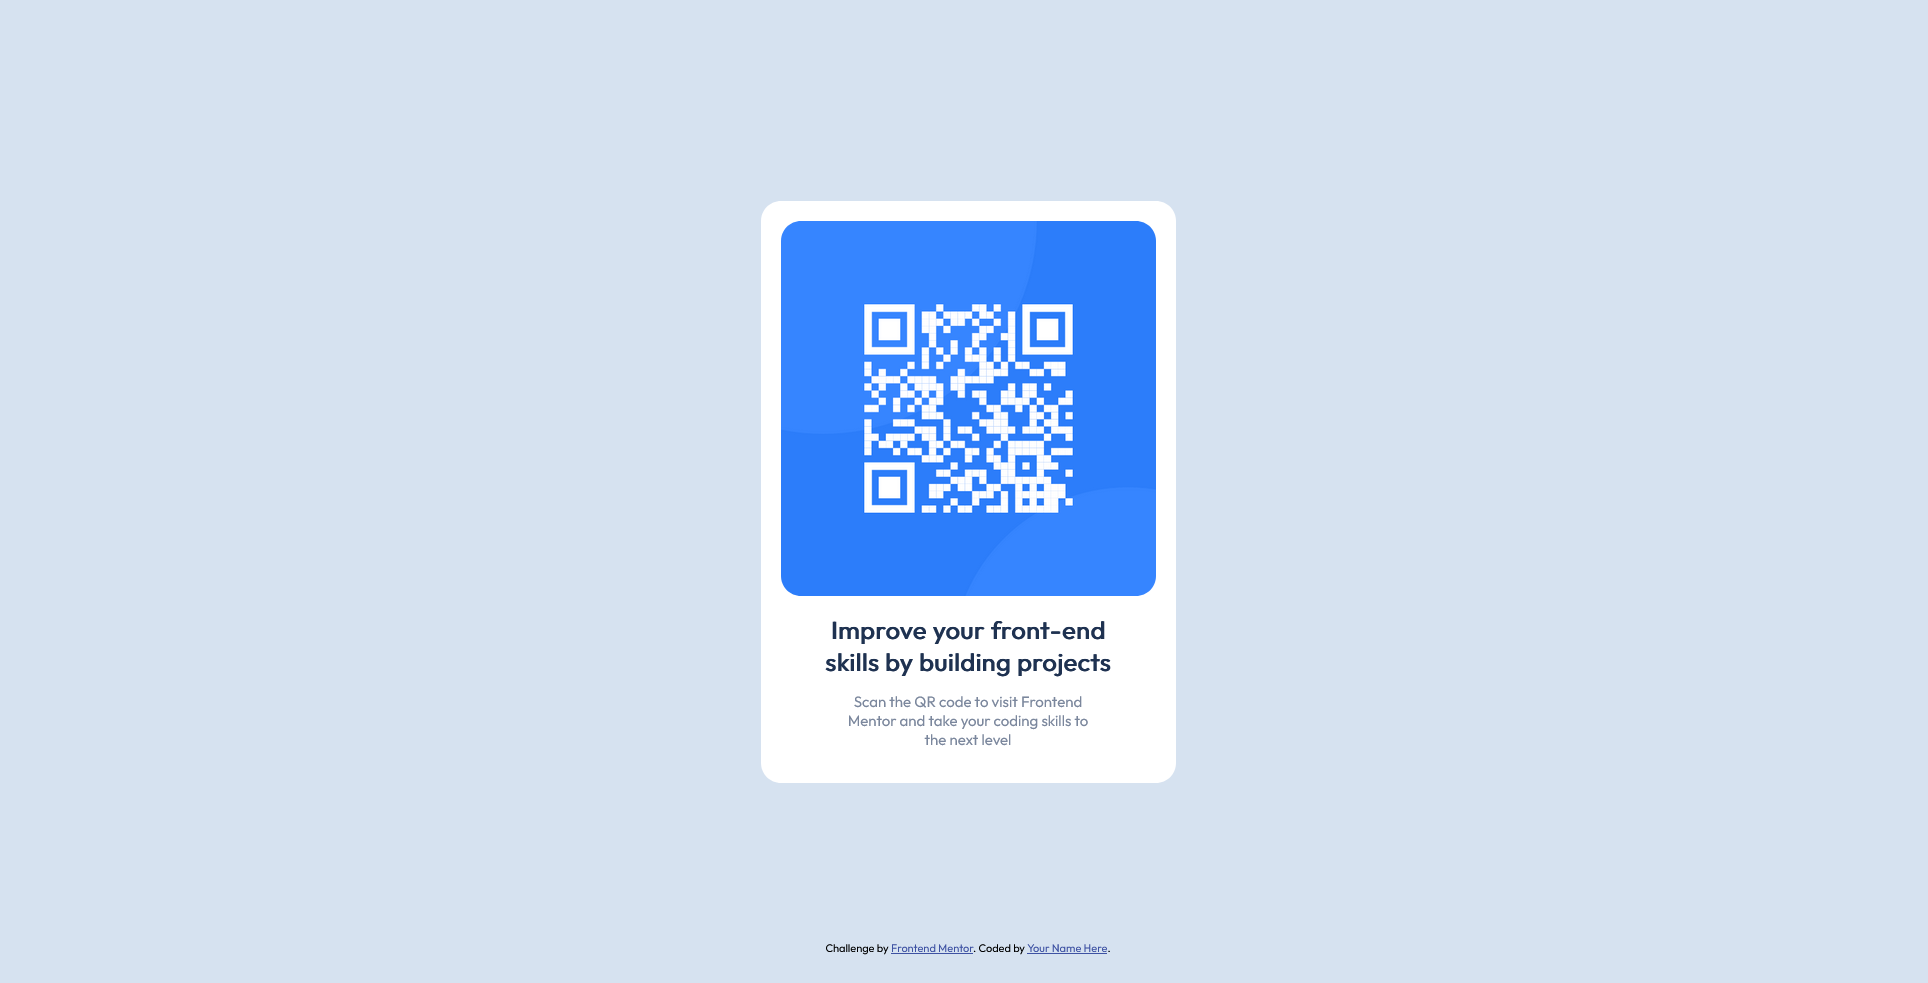 Improve your front-end
skills by building projects
Scan the QR code to visit Frontend
Mentor and take your coding skills to
the next level
Challenge by Frontend Mentor. Coded by Your Name Here.